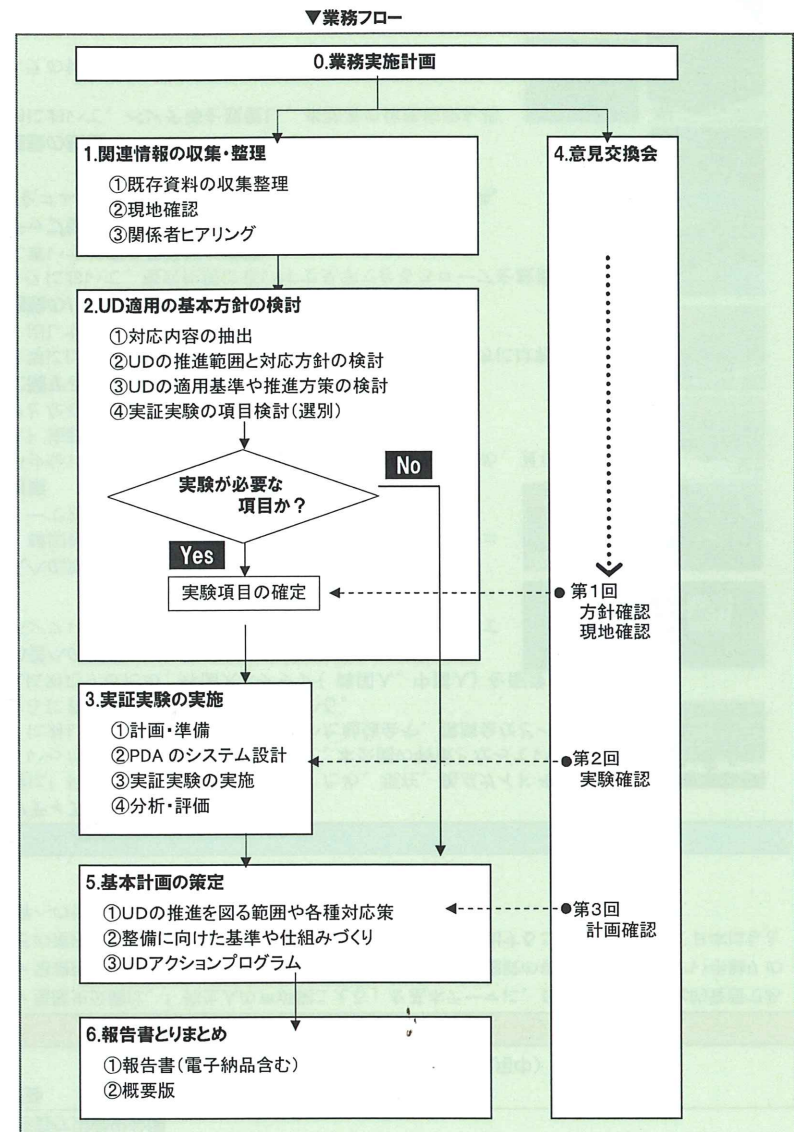 ▼業務フロー
0.業務実施計画
1.関連情報の収集・整理
①既存資料の収集整理
②現地確認
③関係者ヒアリング
4.意見交換会
2.UD適用の基本方針の検討
①対応内容の抽出
②UDの推進範囲と対応方針の検討
③UDの適用基準や推進方策の検討
④実証実験の項目検討(選別)
実験が必要な
項目か？
No
Yes
実験項目の確定
第1回
方針確認
現地確認
3.実証実験の実施
①計画・準備
②PDAのシステム設計
③実証実験の実施
④分析・評価
第2回
実験確認
5.基本計画の策定
①UDの推進を図る範囲や各種対応策
②整備に向けた基準や仕組みづくり
③UDアクションプログラム
第3回
計画確認
6.報告書とりまとめ
①報告書(電子納品含む)
②概要版